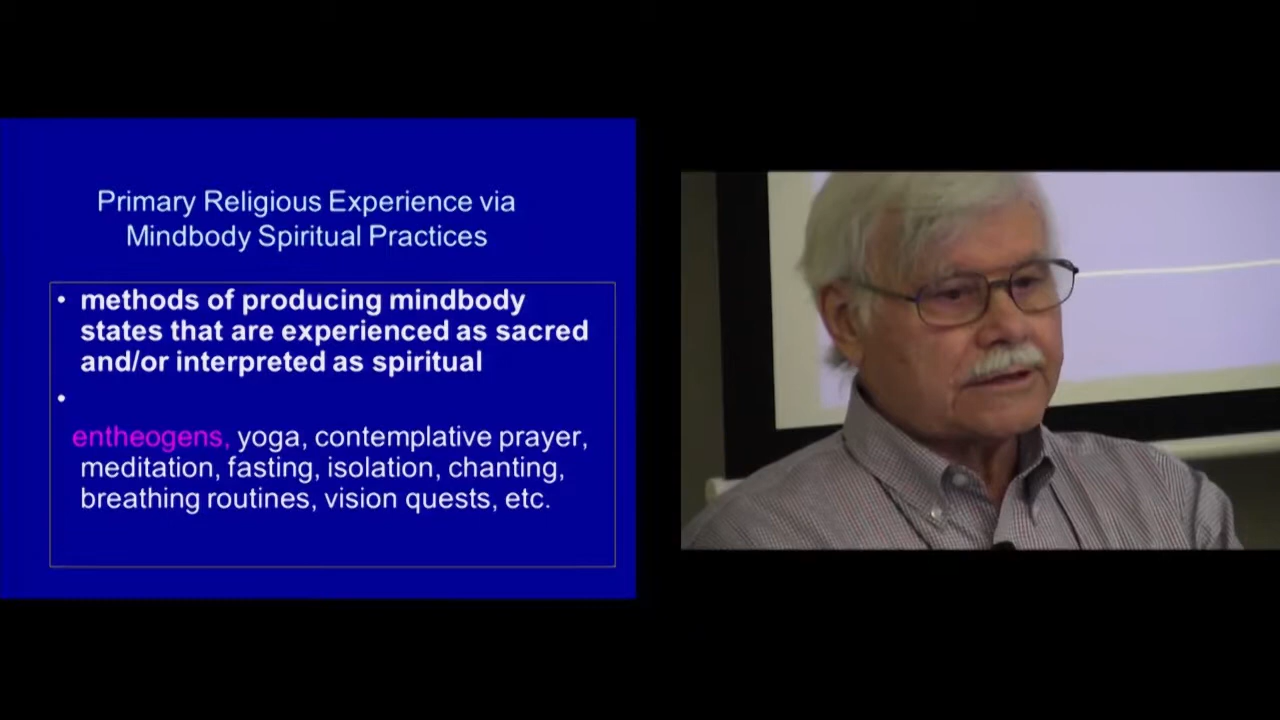 Primary Religious Experience via
Mindbody Spiritual Practices
• methods of producing mindbody
states that are experienced as sacred
and/or interpreted as spiritual
•
entheogens, yoga, contemplative prayer,
meditation, fasting, isolation, chanting,
breathing routines, vision quests, etc.